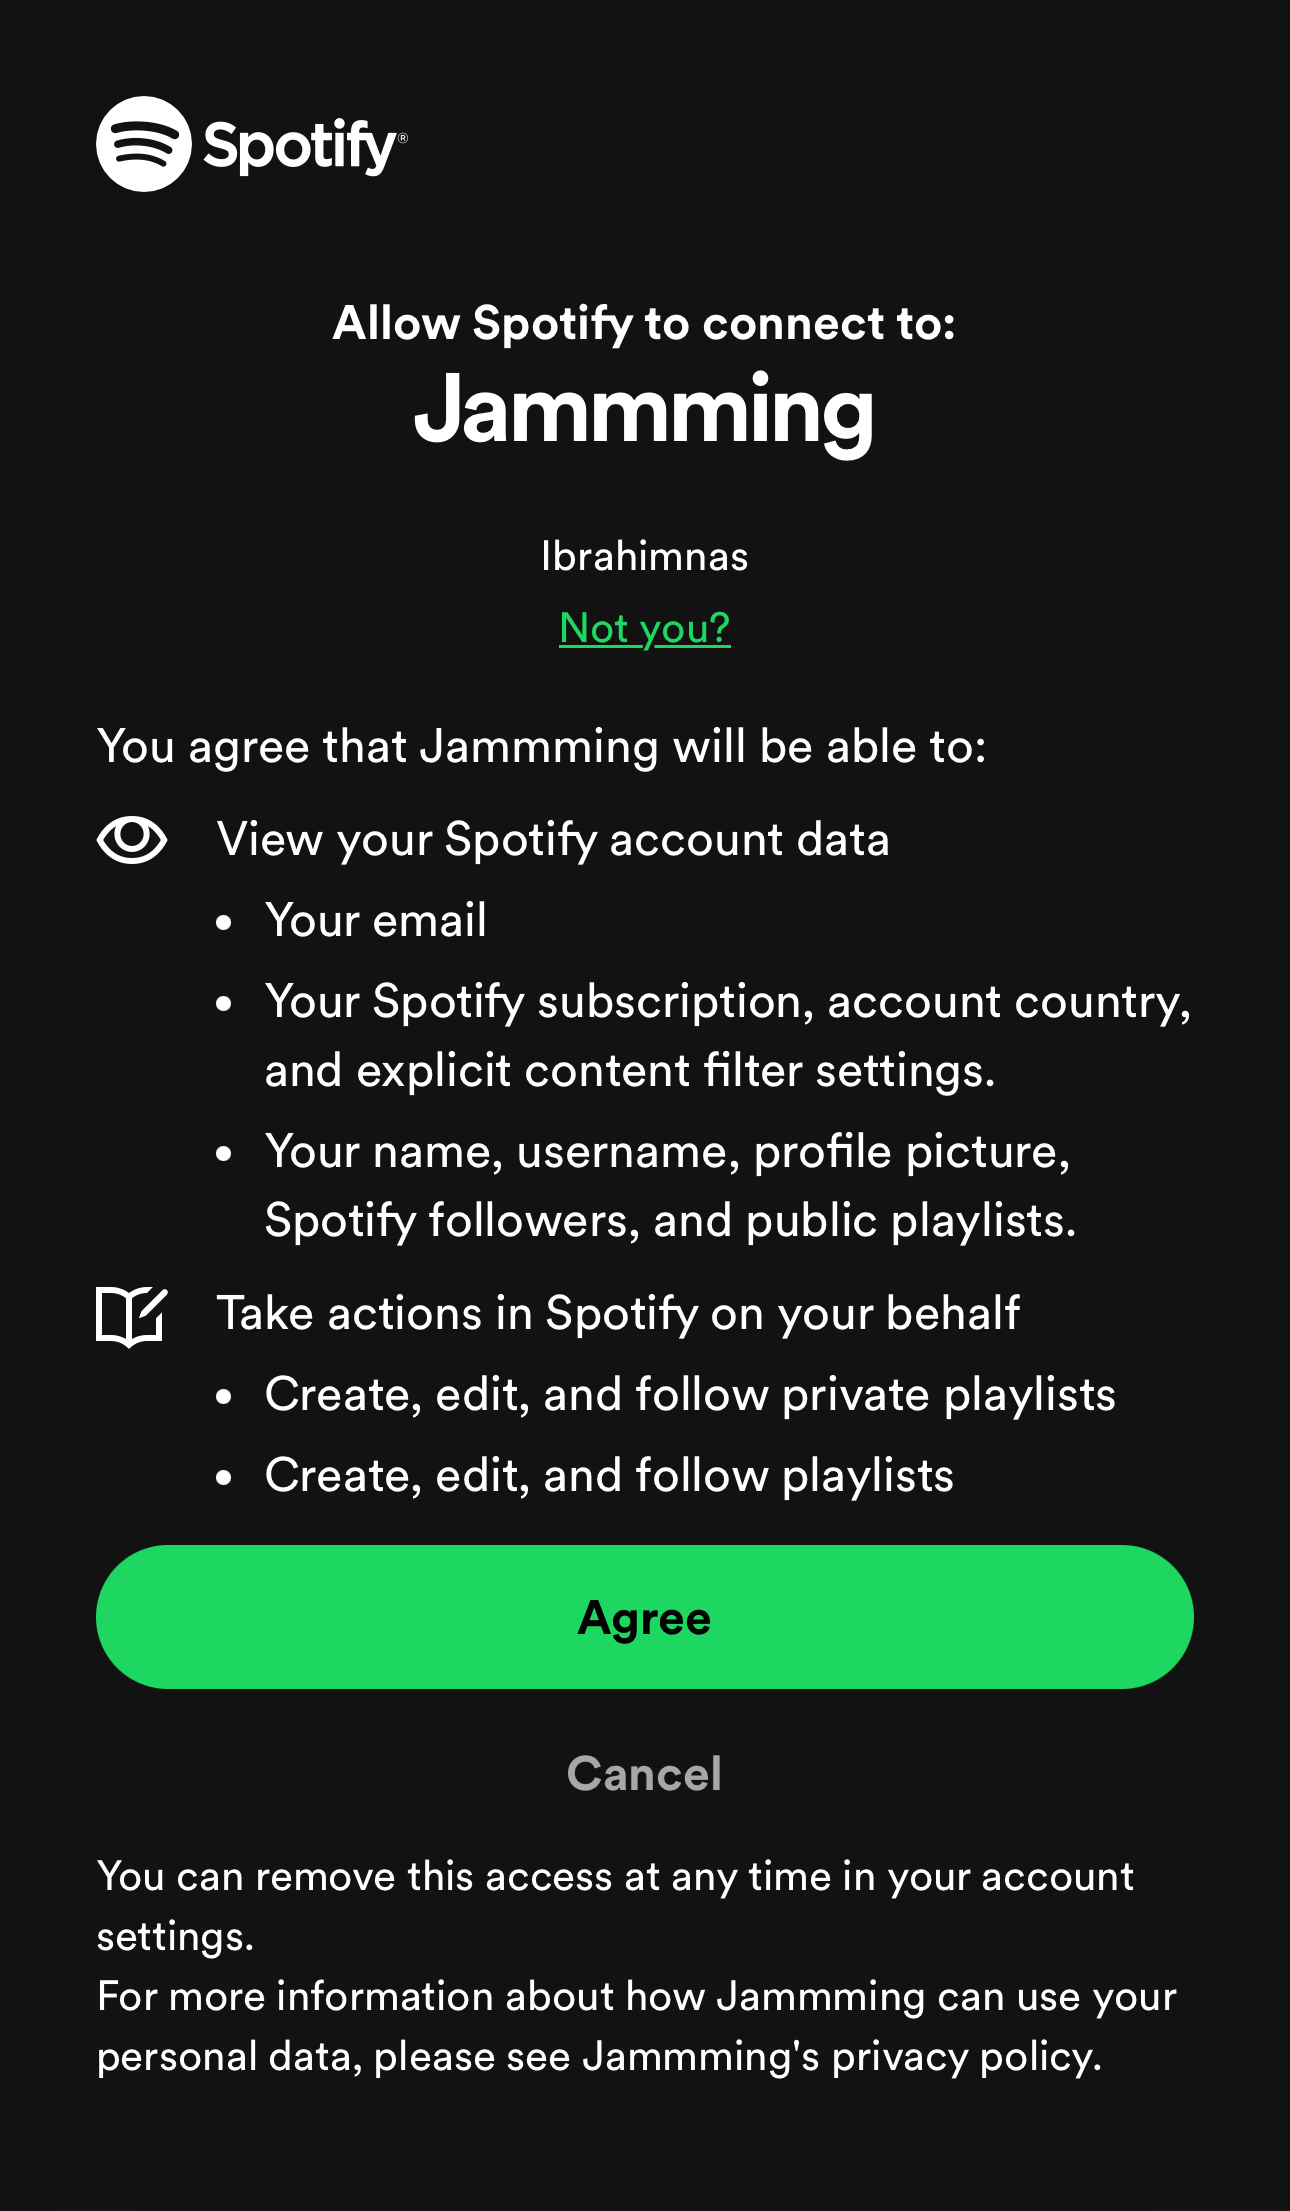 Spotify®
Allow Spotify to connect to:
Jammming
Ibrahimnas
Not you?
You agree that Jammming will be able to:
View your Spotify account data
• Your email
• Your Spotify subscription, account country,
and explicit content filter settings.
• Your name, username, profile picture,
Spotify followers, and public playlists.
Take actions in Spotify on your behalf
• Create, edit, and follow private playlists
• Create, edit, and follow playlists
Agree
Cancel
You can remove this access at any time in your account
settings.
For more information about how Jammming can use your
personal data, please see Jammming's privacy policy.